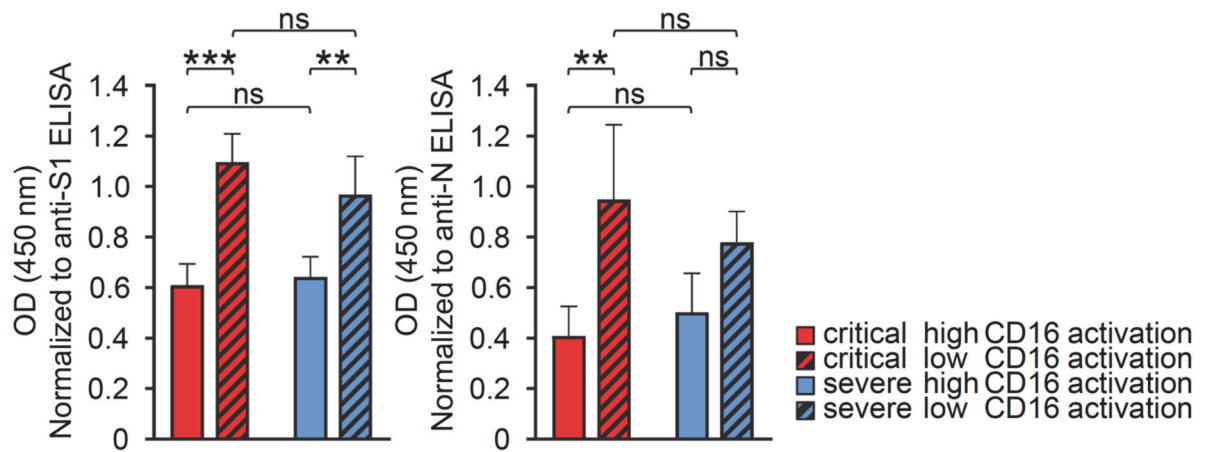 ns
*** **
ns
OD (450 nm)
Normalized to anti-S1 ELISA
1.4
1.2
1.0
0.8
0.6
0.4
0.2
0
ns
** ns
ns
OD (450 nm)
Normalized to anti-N ELISA
1.4
1.2
1.0
0.8
0.6
0.4
0.2
0
critical high CD16 activation
critical low CD16 activation
severe high CD16 activation
severe low CD16 activation